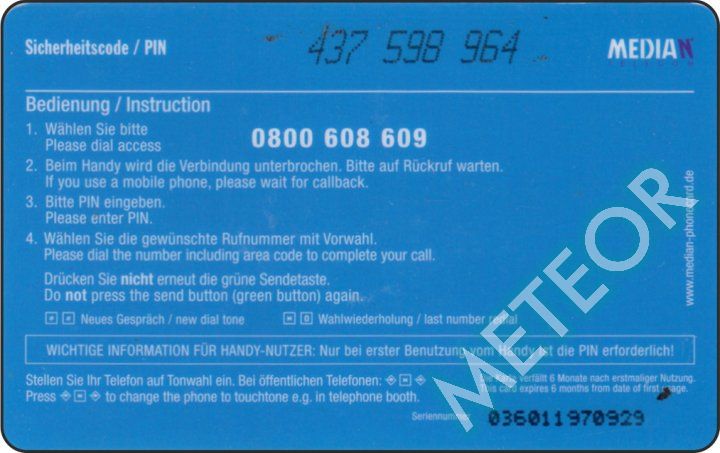 Sicherheitscode / PIN
437 598 964
MEDIAN
TELECOM
Bedienung / Instruction
1. Wählen Sie bitte
Please dial access
0800 608 609
2. Beim Handy wird die Verbindung unterbrochen. Bitte auf Rückruf warten.
If you use a mobile phone, please wait for callback.
3. Bitte PIN eingeben.
Please enter PIN.
4. Wählen Sie die gewünschte Rufnummer mit Vorwahl.
Please dial the number including area code to complete your call.
Drücken Sie nicht erneut die grüne Sendetaste.
Do not press the send button (green button) again.
# # Neues Gespräch / new dial tone
* 0 Wahlwiederholung / last number redial
WICHTIGE INFORMATION FÜR HANDY-NUTZER: Nur bei erster Benutzung vom Handy ist die PIN erforderlich!
Stellen Sie Ihr Telefon auf Tonwahl ein. Bei öffentlichen Telefonen: * 
Press * to change the phone to touchtone e.g. in telephone booth.
Die Karte verfällt 6 Monate nach erstmaliger Nutzung.
This card expires 6 months from date of first usage.
Seriennummer 036011970929
www.median-phonecard.de
METEOR